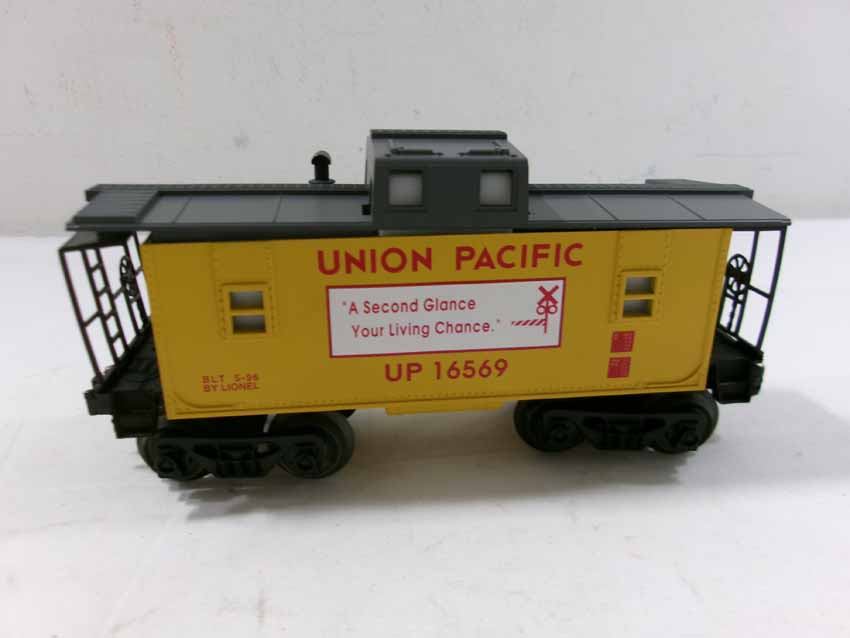 UNION PACIFIC
"A Second Glance
Your Living Chance."
UP 16569
BLT 5-96
BY LIONEL